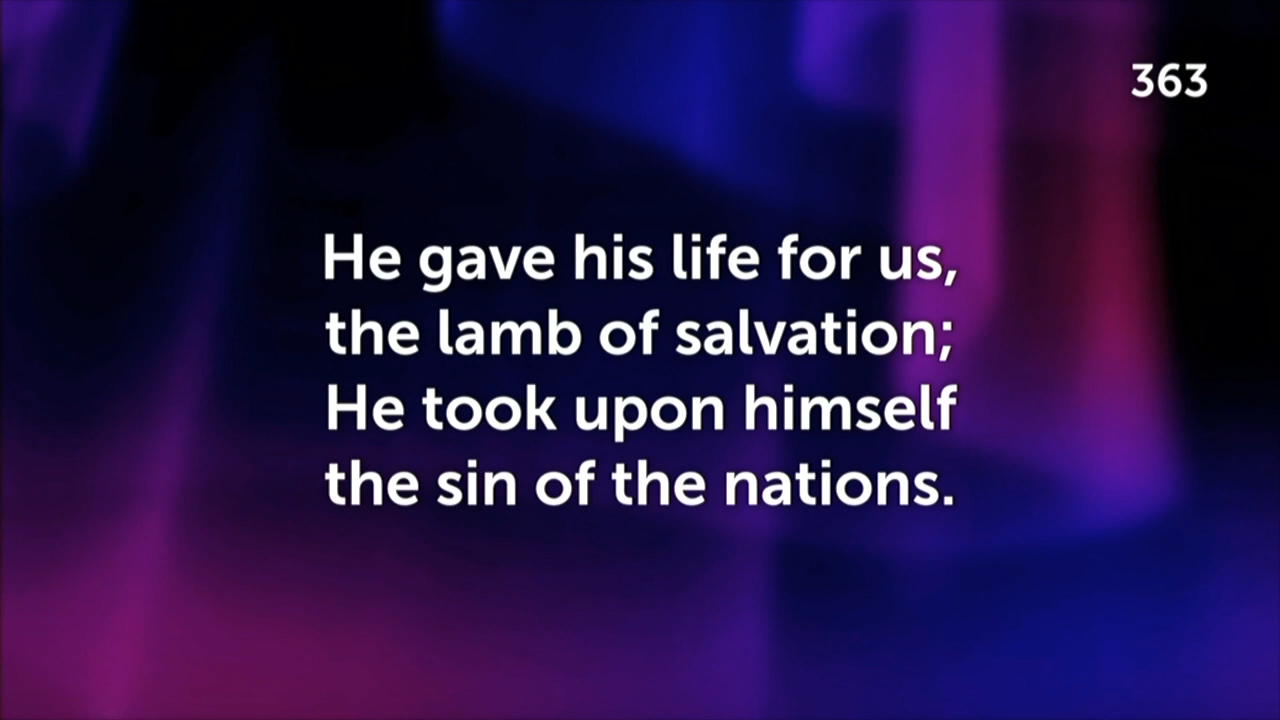 363
He gave his life for us,
the lamb of salvation;
He took upon himself
the sin of the nations.